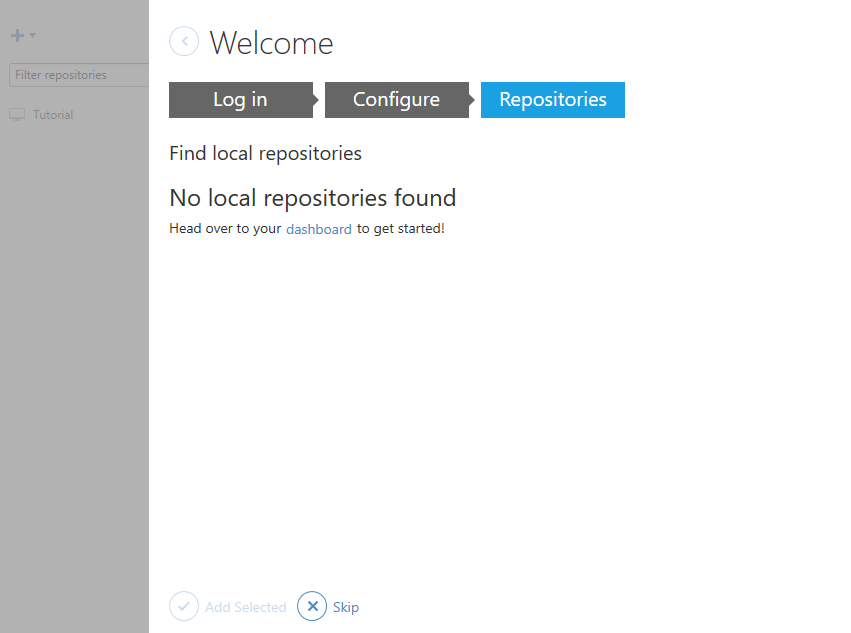 Welcome
Filter repositories
Tutorial
Log in
Configure
Repositories
Find local repositories
No local repositories found
Head over to your dashboard to get started!
Add Selected
Skip